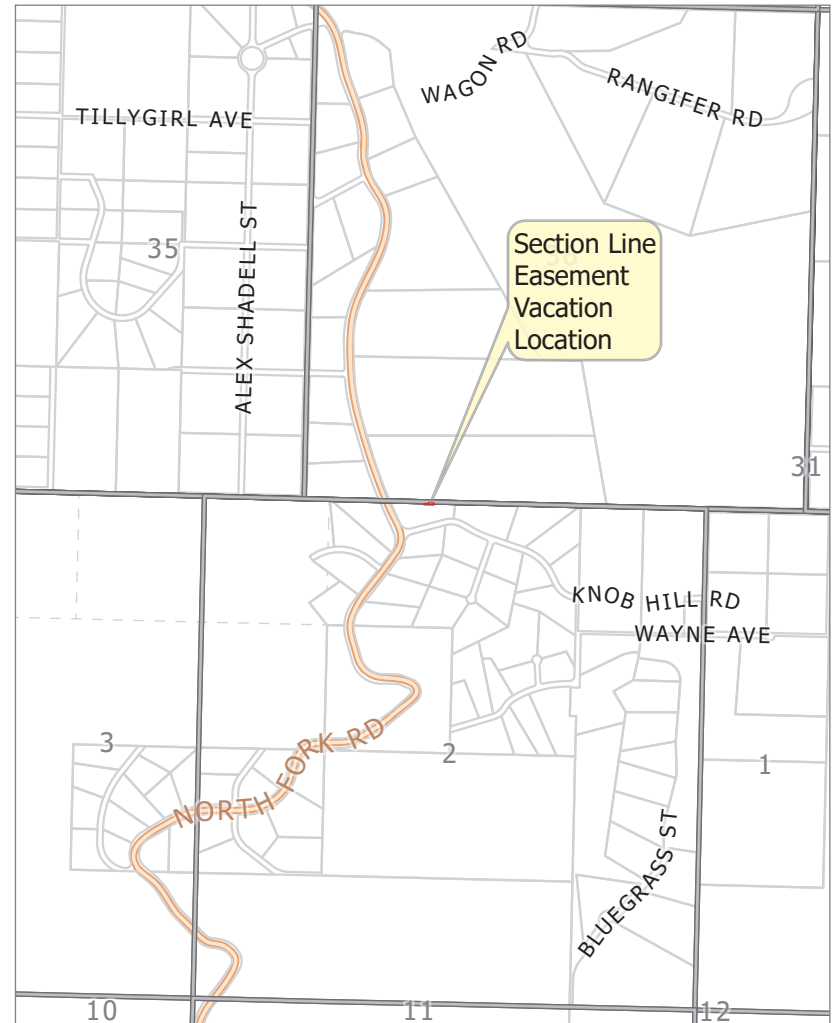 WAGON RD
RANGIFER RD
TILLYGIRL AVE
35
ALEX SHADELL ST
Section Line
Easement
Vacation
Location
31
KNOB HILL RD
WAYNE AVE
3
NORTH FORK RD
2
1
BLUEGRASS ST
10
11
12